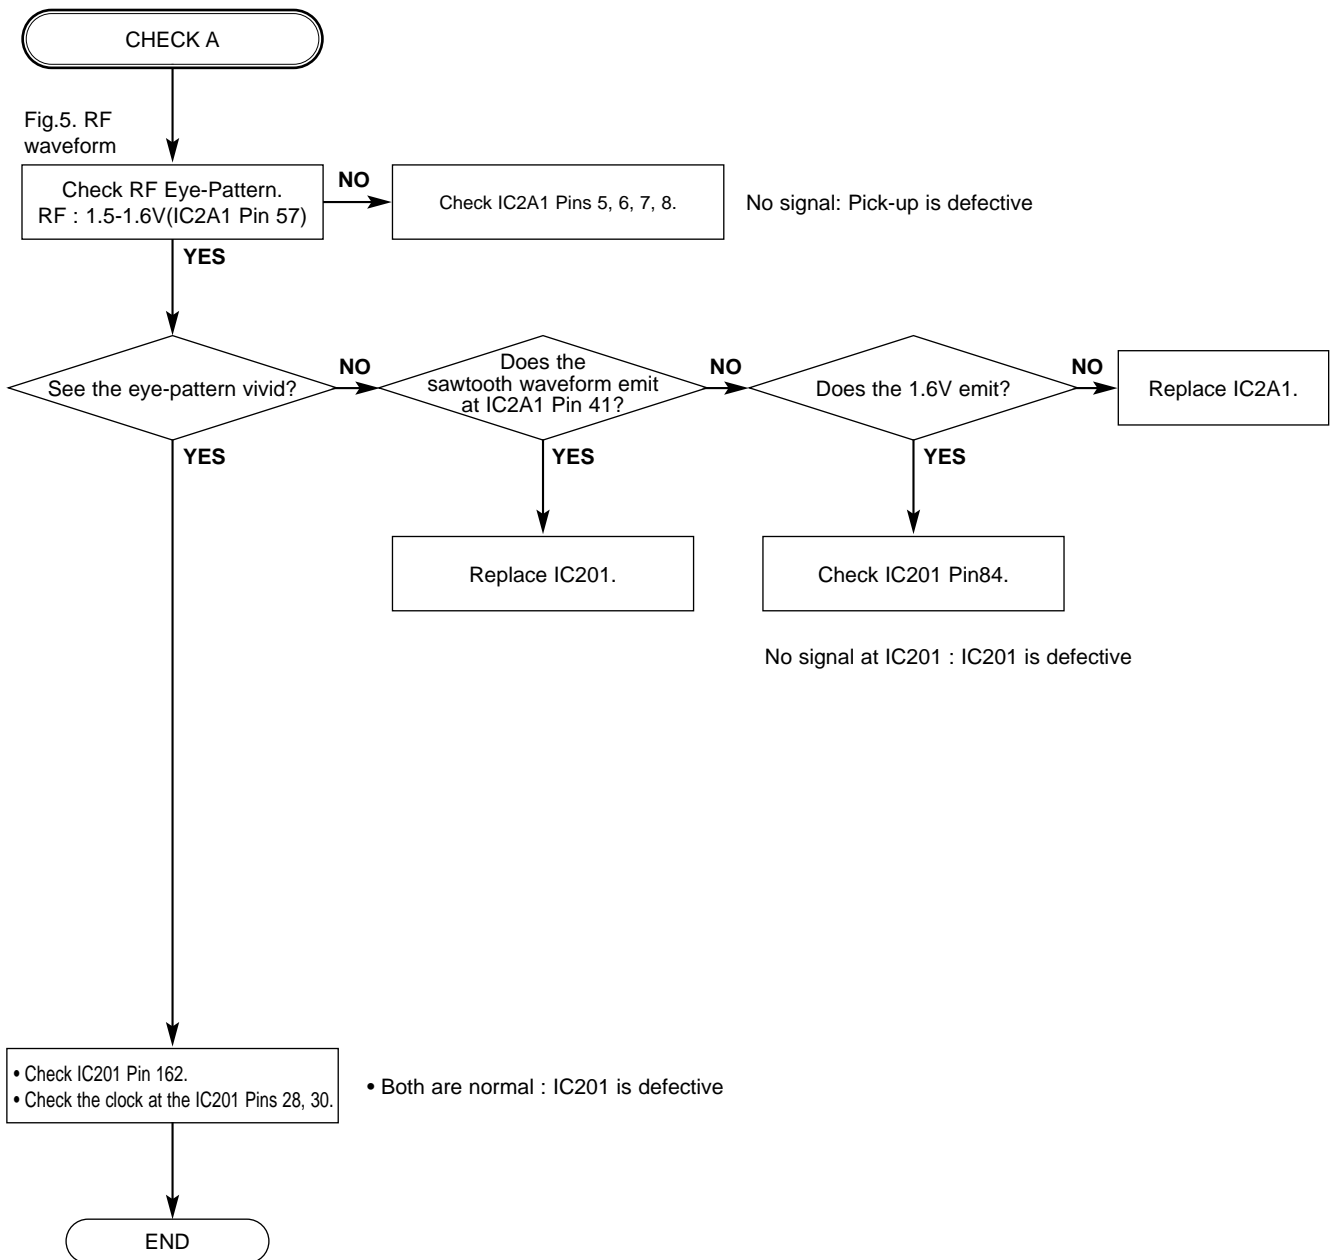 CHECK A
Fig.5. RF
waveform
Check RF Eye-Pattern.
RF : 1.5-1.6V(IC2A1 Pin 57)
NO
Check IC2A1 Pins 5, 6, 7, 8.
No signal: Pick-up is defective
YES
See the eye-pattern vivid?
NO
Does the
sawtooth waveform emit
at IC2A1 Pin 41?
NO
Does the 1.6V emit?
NO
Replace IC2A1.
YES
YES
YES
Replace IC201.
Check IC201 Pin84.
No signal at IC201 : IC201 is defective
• Check IC201 Pin 162.
• Check the clock at the IC201 Pins 28, 30.
• Both are normal : IC201 is defective
END